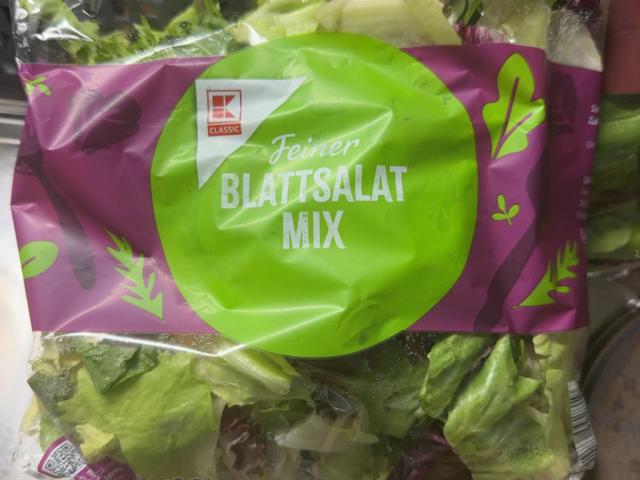 K
CLASSIC
Feiner
BLATTSALAT
MIX